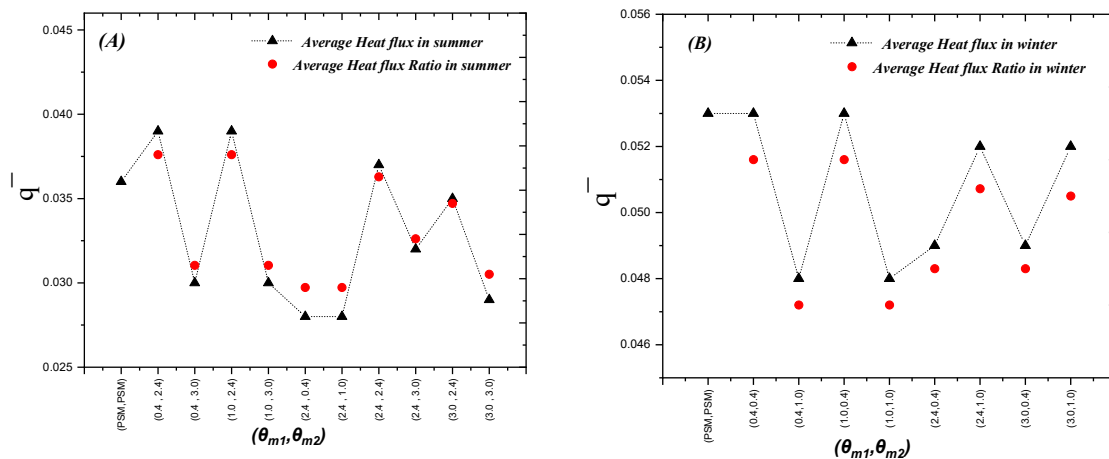 (A)
Average Heat flux in summer
Average Heat flux Ratio in summer
0.045
0.040
0.035
0.030
0.025
q̅
(PSM,PSM)
(0.4 , 2.4)
(0.4 , 3.0)
(1.0 , 2.4)
(1.0 , 3.0)
(2.4 , 0.4)
(2.4 , 1.0)
(2.4 , 2.4)
(2.4 , 3.0)
(3.0 , 2.4)
(3.0 , 3.0)
(θm1,θm2)
(B)
Average Heat flux in winter
Average Heat flux Ratio in winter
0.056
0.054
0.052
0.050
0.048
0.046
q̅
(PSM,PSM)
(0.4,0.4)
(0.4,1.0)
(1.0,0.4)
(1.0,1.0)
(2.4,0.4)
(2.4,1.0)
(3.0,0.4)
(3.0,1.0)
(θm1,θm2)